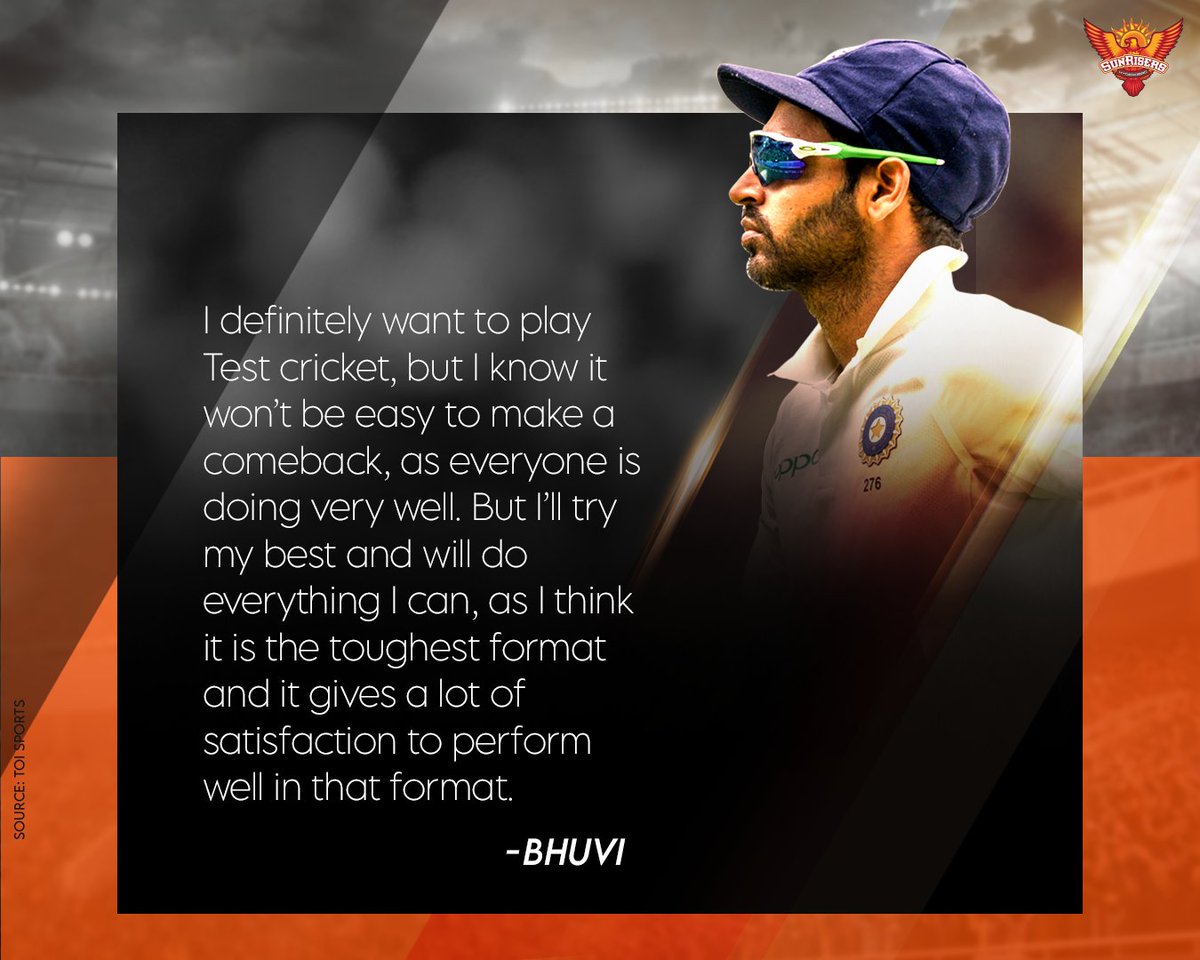 SUNRISERS
I definitely want to play
Test cricket, but I know it
won't be easy to make a
comeback, as everyone is
doing very well. But I'll try
my best and will do
everything I can, as I think
it is the toughest format
and it gives a lot of
satisfaction to perform
well in that format.
-BHUVI
oppo
276
SOURCE: TOI SPORTS